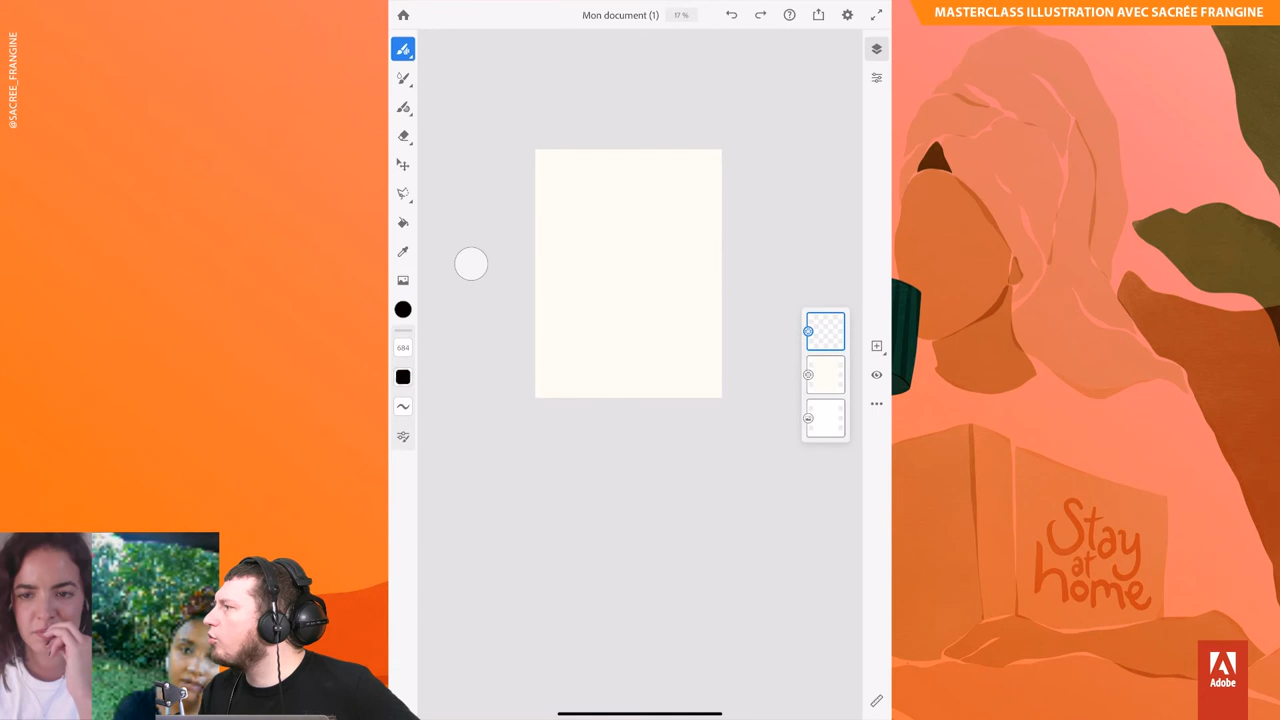 @SACREE_FRANGINE
Mon document (1) 17 %
684
MASTERCLASS ILLUSTRATION AVEC SACRÉE FRANGINE
Stay
at
home
Adobe